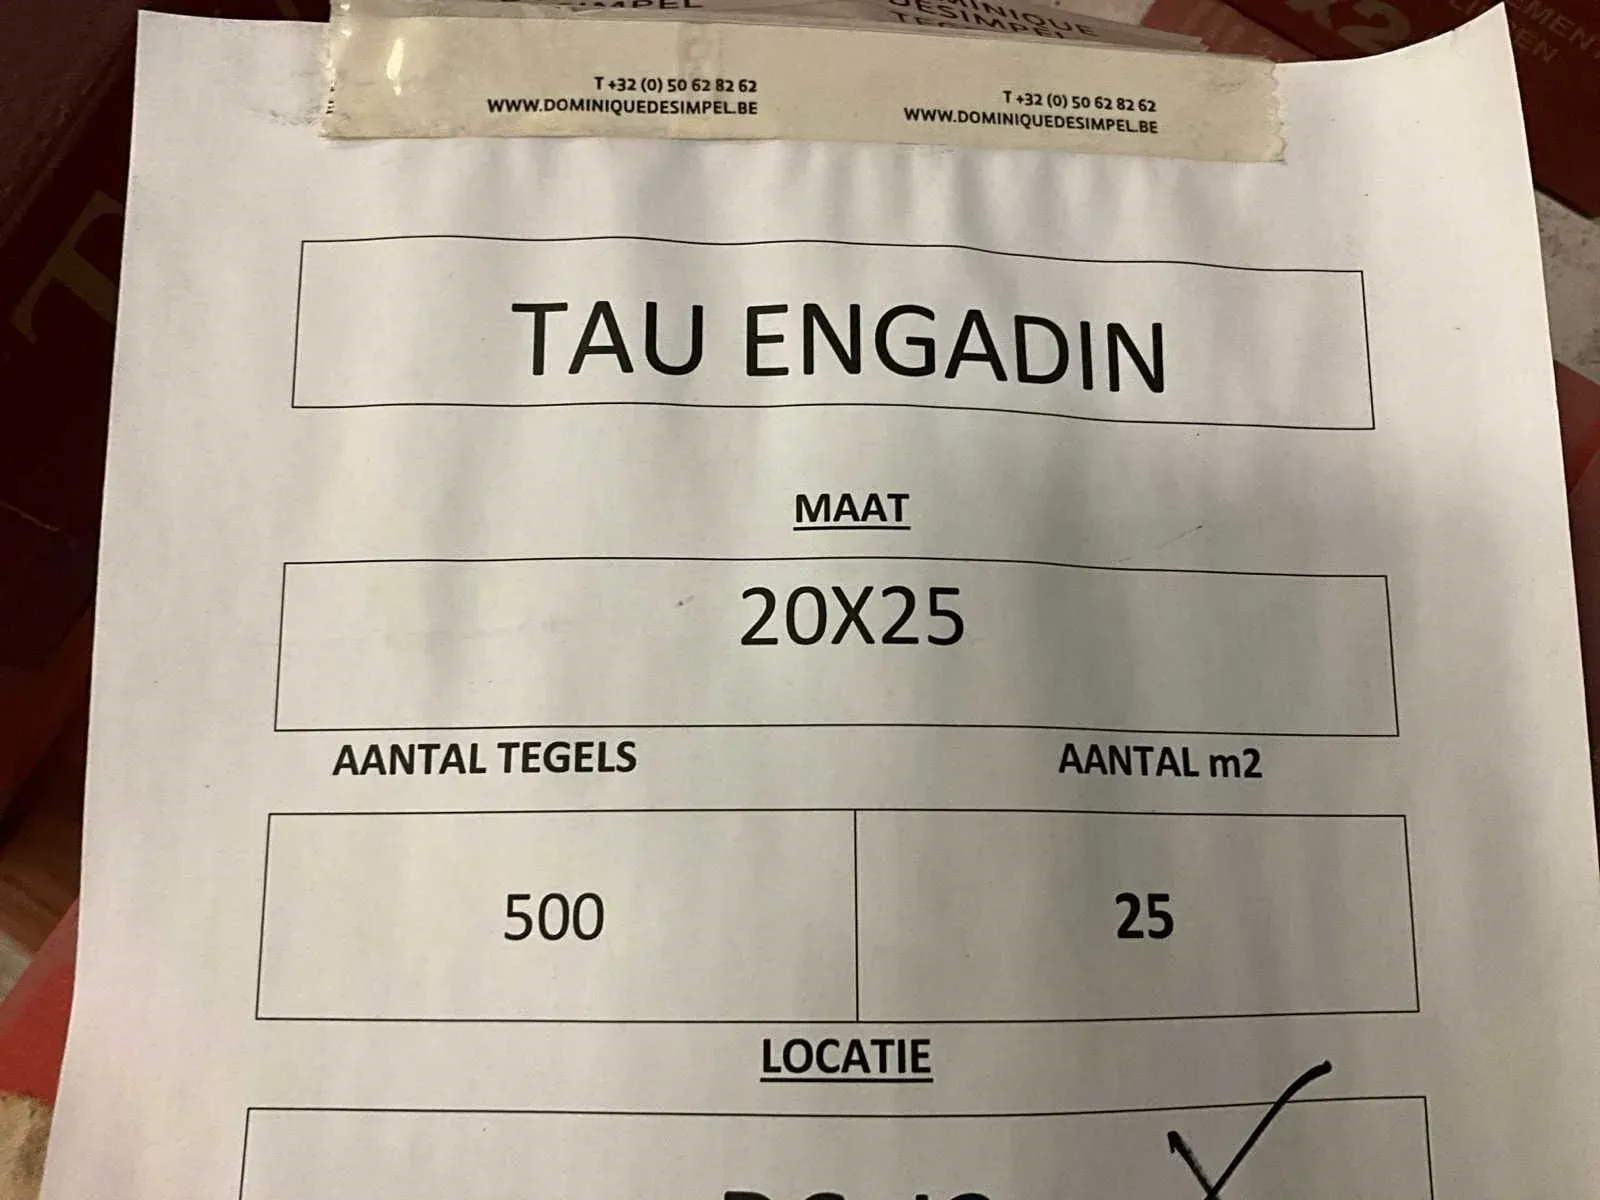 T +32 (0) 50 62 82 62
WWW.DOMINIQUEDESIMPEL.BE
T +32 (0) 50 62 82 62
WWW.DOMINIQUEDESIMPEL.BE
TAU ENGADIN
MAAT
20X25
AANTAL TEGELS
AANTAL m2
500
25
LOCATIE